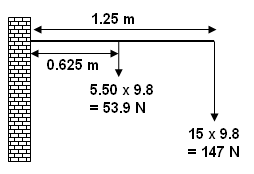 1.25 m
0.625 m
5.50 x 9.8
= 53.9 N
15 x 9.8
= 147 N